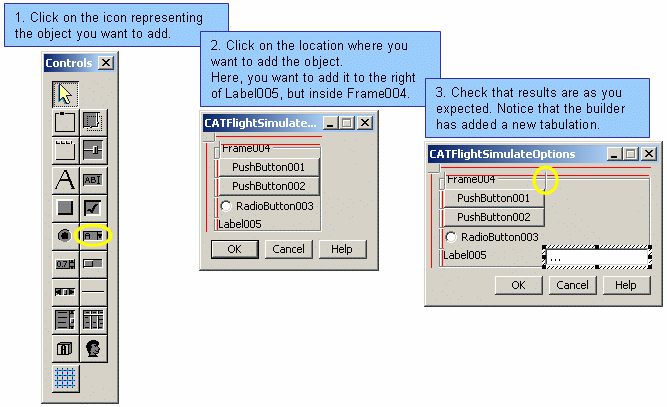 1. Click on the icon representing
the object you want to add.
2. Click on the location where you
want to add the object.
Here, you want to add it to the right
of Label005, but inside Frame004.
3. Check that results are as you
expected. Notice that the builder
has added a new tabulation.
Controls
A
ABI
A
0.7
CATFlightSimulate...
Frame004
PushButton001
PushButton002
RadioButton003
Label005
OK Cancel Help
CATFlightSimulateOptions
Frame004
PushButton001
PushButton002
RadioButton003
Label005 ...
OK Cancel Help